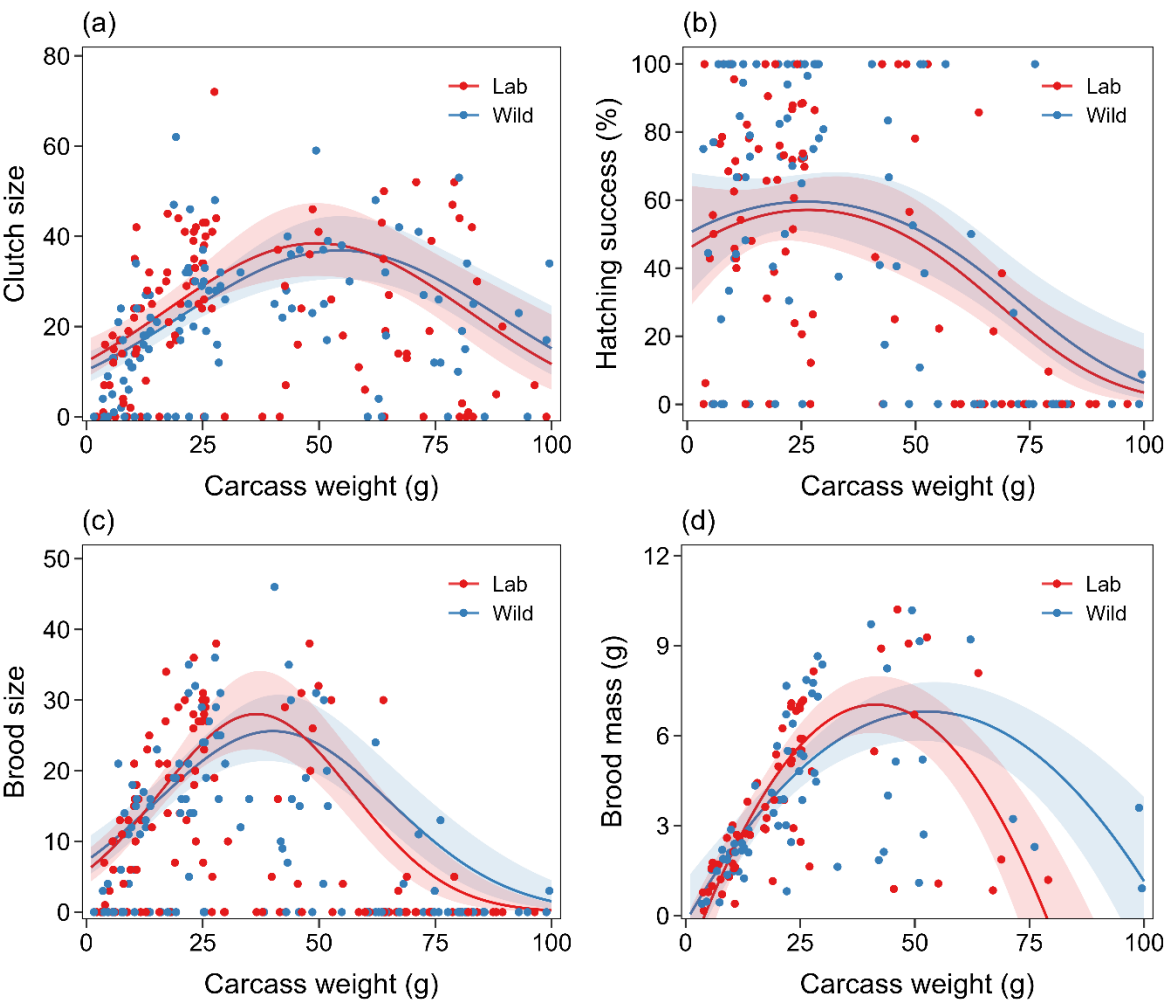 (a)
80
60
40
20
0
Clutch size
Lab
Wild
0 25 50 75 100
Carcass weight (g)
(b)
100
80
60
40
20
0
Hatching success (%)
Lab
Wild
0 25 50 75 100
Carcass weight (g)
(c)
50
40
30
20
10
0
Brood size
Lab
Wild
0 25 50 75 100
Carcass weight (g)
(d)
12
9
6
3
0
Brood mass (g)
Lab
Wild
0 25 50 75 100
Carcass weight (g)